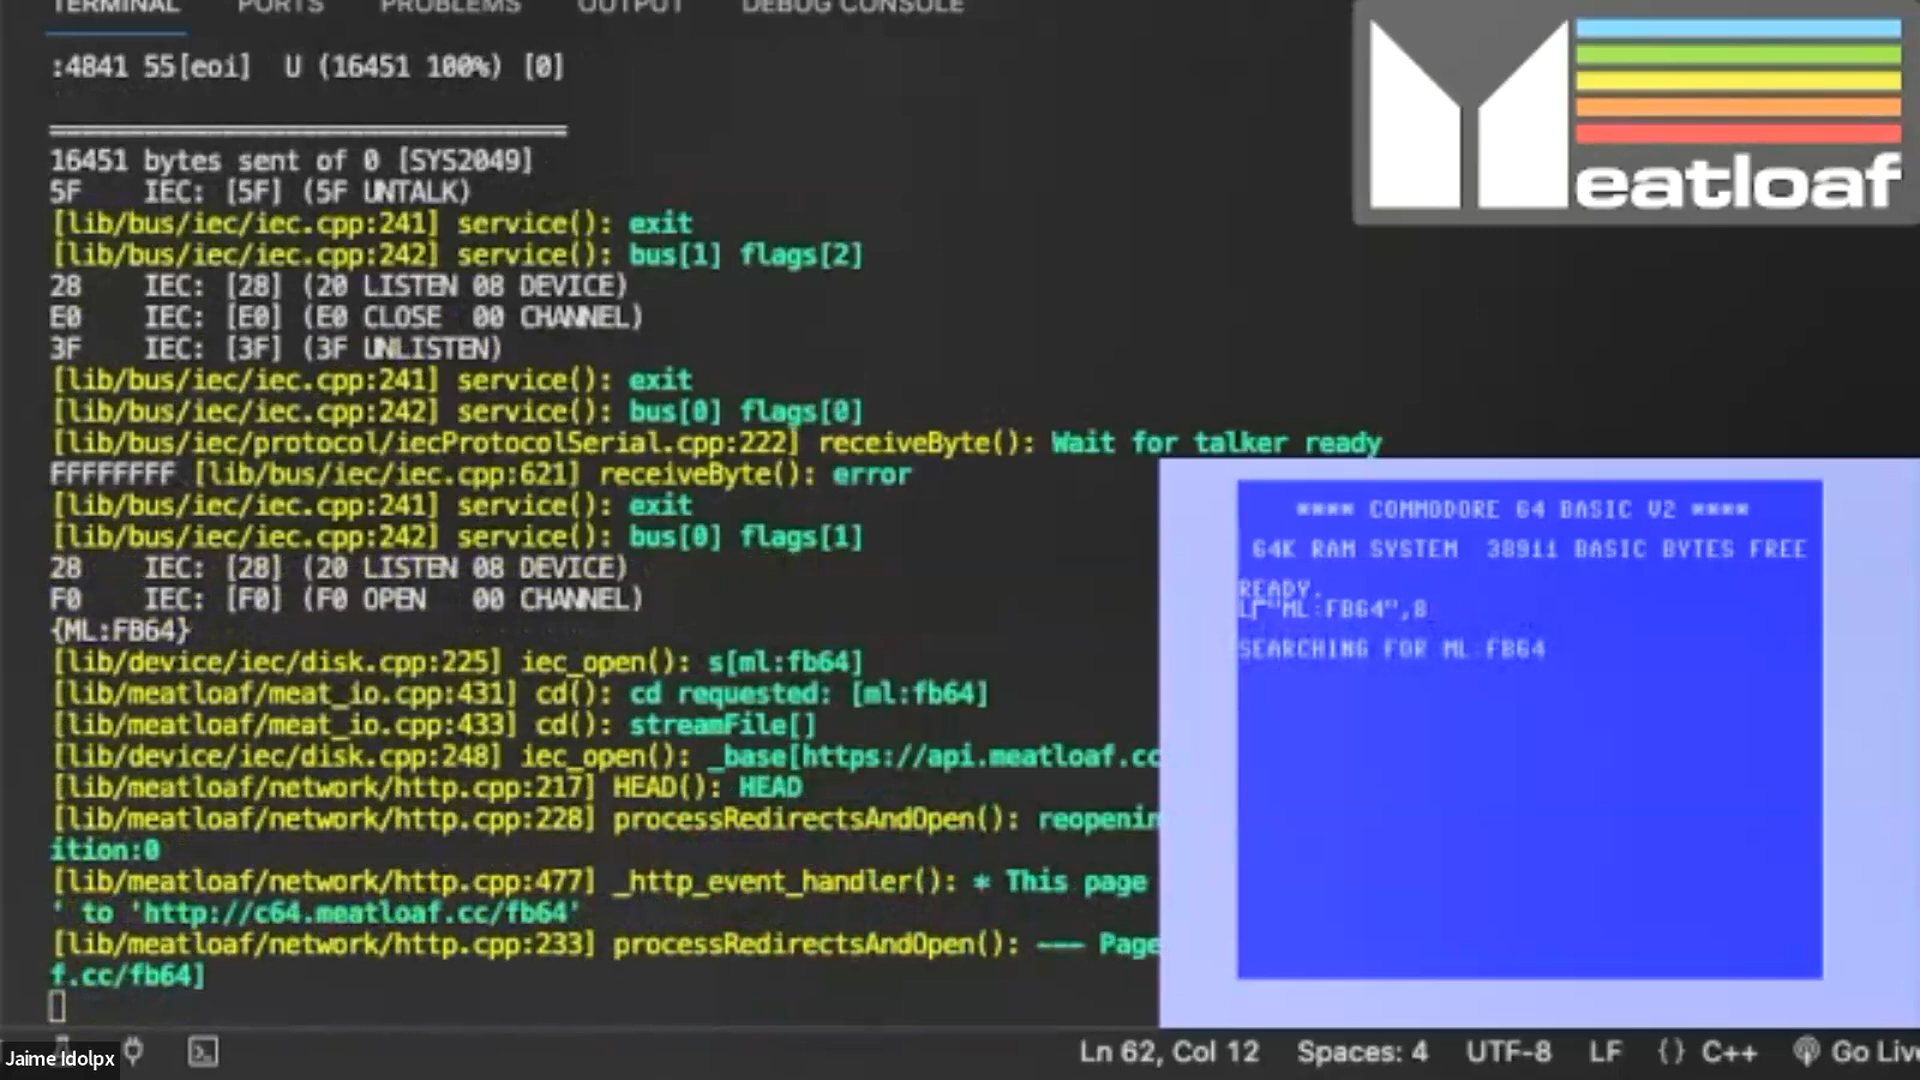 TERMINAL PORTS PROBLEMS OUTPUT DEBUG CONSOLE
:4841 55[eoi]  U (16451 100%) [0]
=================================
16451 bytes sent of 0 [SYS2049]
5F    IEC: [5F] (5F UNTALK)
[lib/bus/iec/iec.cpp:241] service(): exit
[lib/bus/iec/iec.cpp:242] service(): bus[1] flags[2]
28    IEC: [28] (20 LISTEN 08 DEVICE)
E0    IEC: [E0] (E0 CLOSE  00 CHANNEL)
3F    IEC: [3F] (3F UNLISTEN)
[lib/bus/iec/iec.cpp:241] service(): exit
[lib/bus/iec/iec.cpp:242] service(): bus[0] flags[0]
[lib/bus/iec/protocol/iecProtocolSerial.cpp:222] receiveByte(): Wait for talker ready
FFFFFFFF [lib/bus/iec/iec.cpp:621] receiveByte(): error
[lib/bus/iec/iec.cpp:241] service(): exit
[lib/bus/iec/iec.cpp:242] service(): bus[0] flags[1]
28    IEC: [28] (20 LISTEN 08 DEVICE)
F0    IEC: [F0] (F0 OPEN   00 CHANNEL)
{ML:FB64}
[lib/device/iec/disk.cpp:225] iec_open(): s[ml:fb64]
[lib/meatloaf/meat_io.cpp:431] cd(): cd requested: [ml:fb64]
[lib/meatloaf/meat_io.cpp:433] cd(): streamFile[]
[lib/device/iec/disk.cpp:248] iec_open(): _base[https://api.meatloaf.cc
[lib/meatloaf/network/http.cpp:217] HEAD(): HEAD
[lib/meatloaf/network/http.cpp:228] processRedirectsAndOpen(): reopenin
ition:0
[lib/meatloaf/network/http.cpp:477] _http_event_handler(): * This page
' to 'http://c64.meatloaf.cc/fb64'
[lib/meatloaf/network/http.cpp:233] processRedirectsAndOpen(): --- Page
f.cc/fb64]
Meatloaf
**** COMMODORE 64 BASIC V2 ****
64K RAM SYSTEM  38911 BASIC BYTES FREE
READY.
"ML:FB64",8
SEARCHING FOR ML:FB64
Jaime Idolpx
Ln 62, Col 12 Spaces: 4 UTF-8 LF {} C++ Go Live